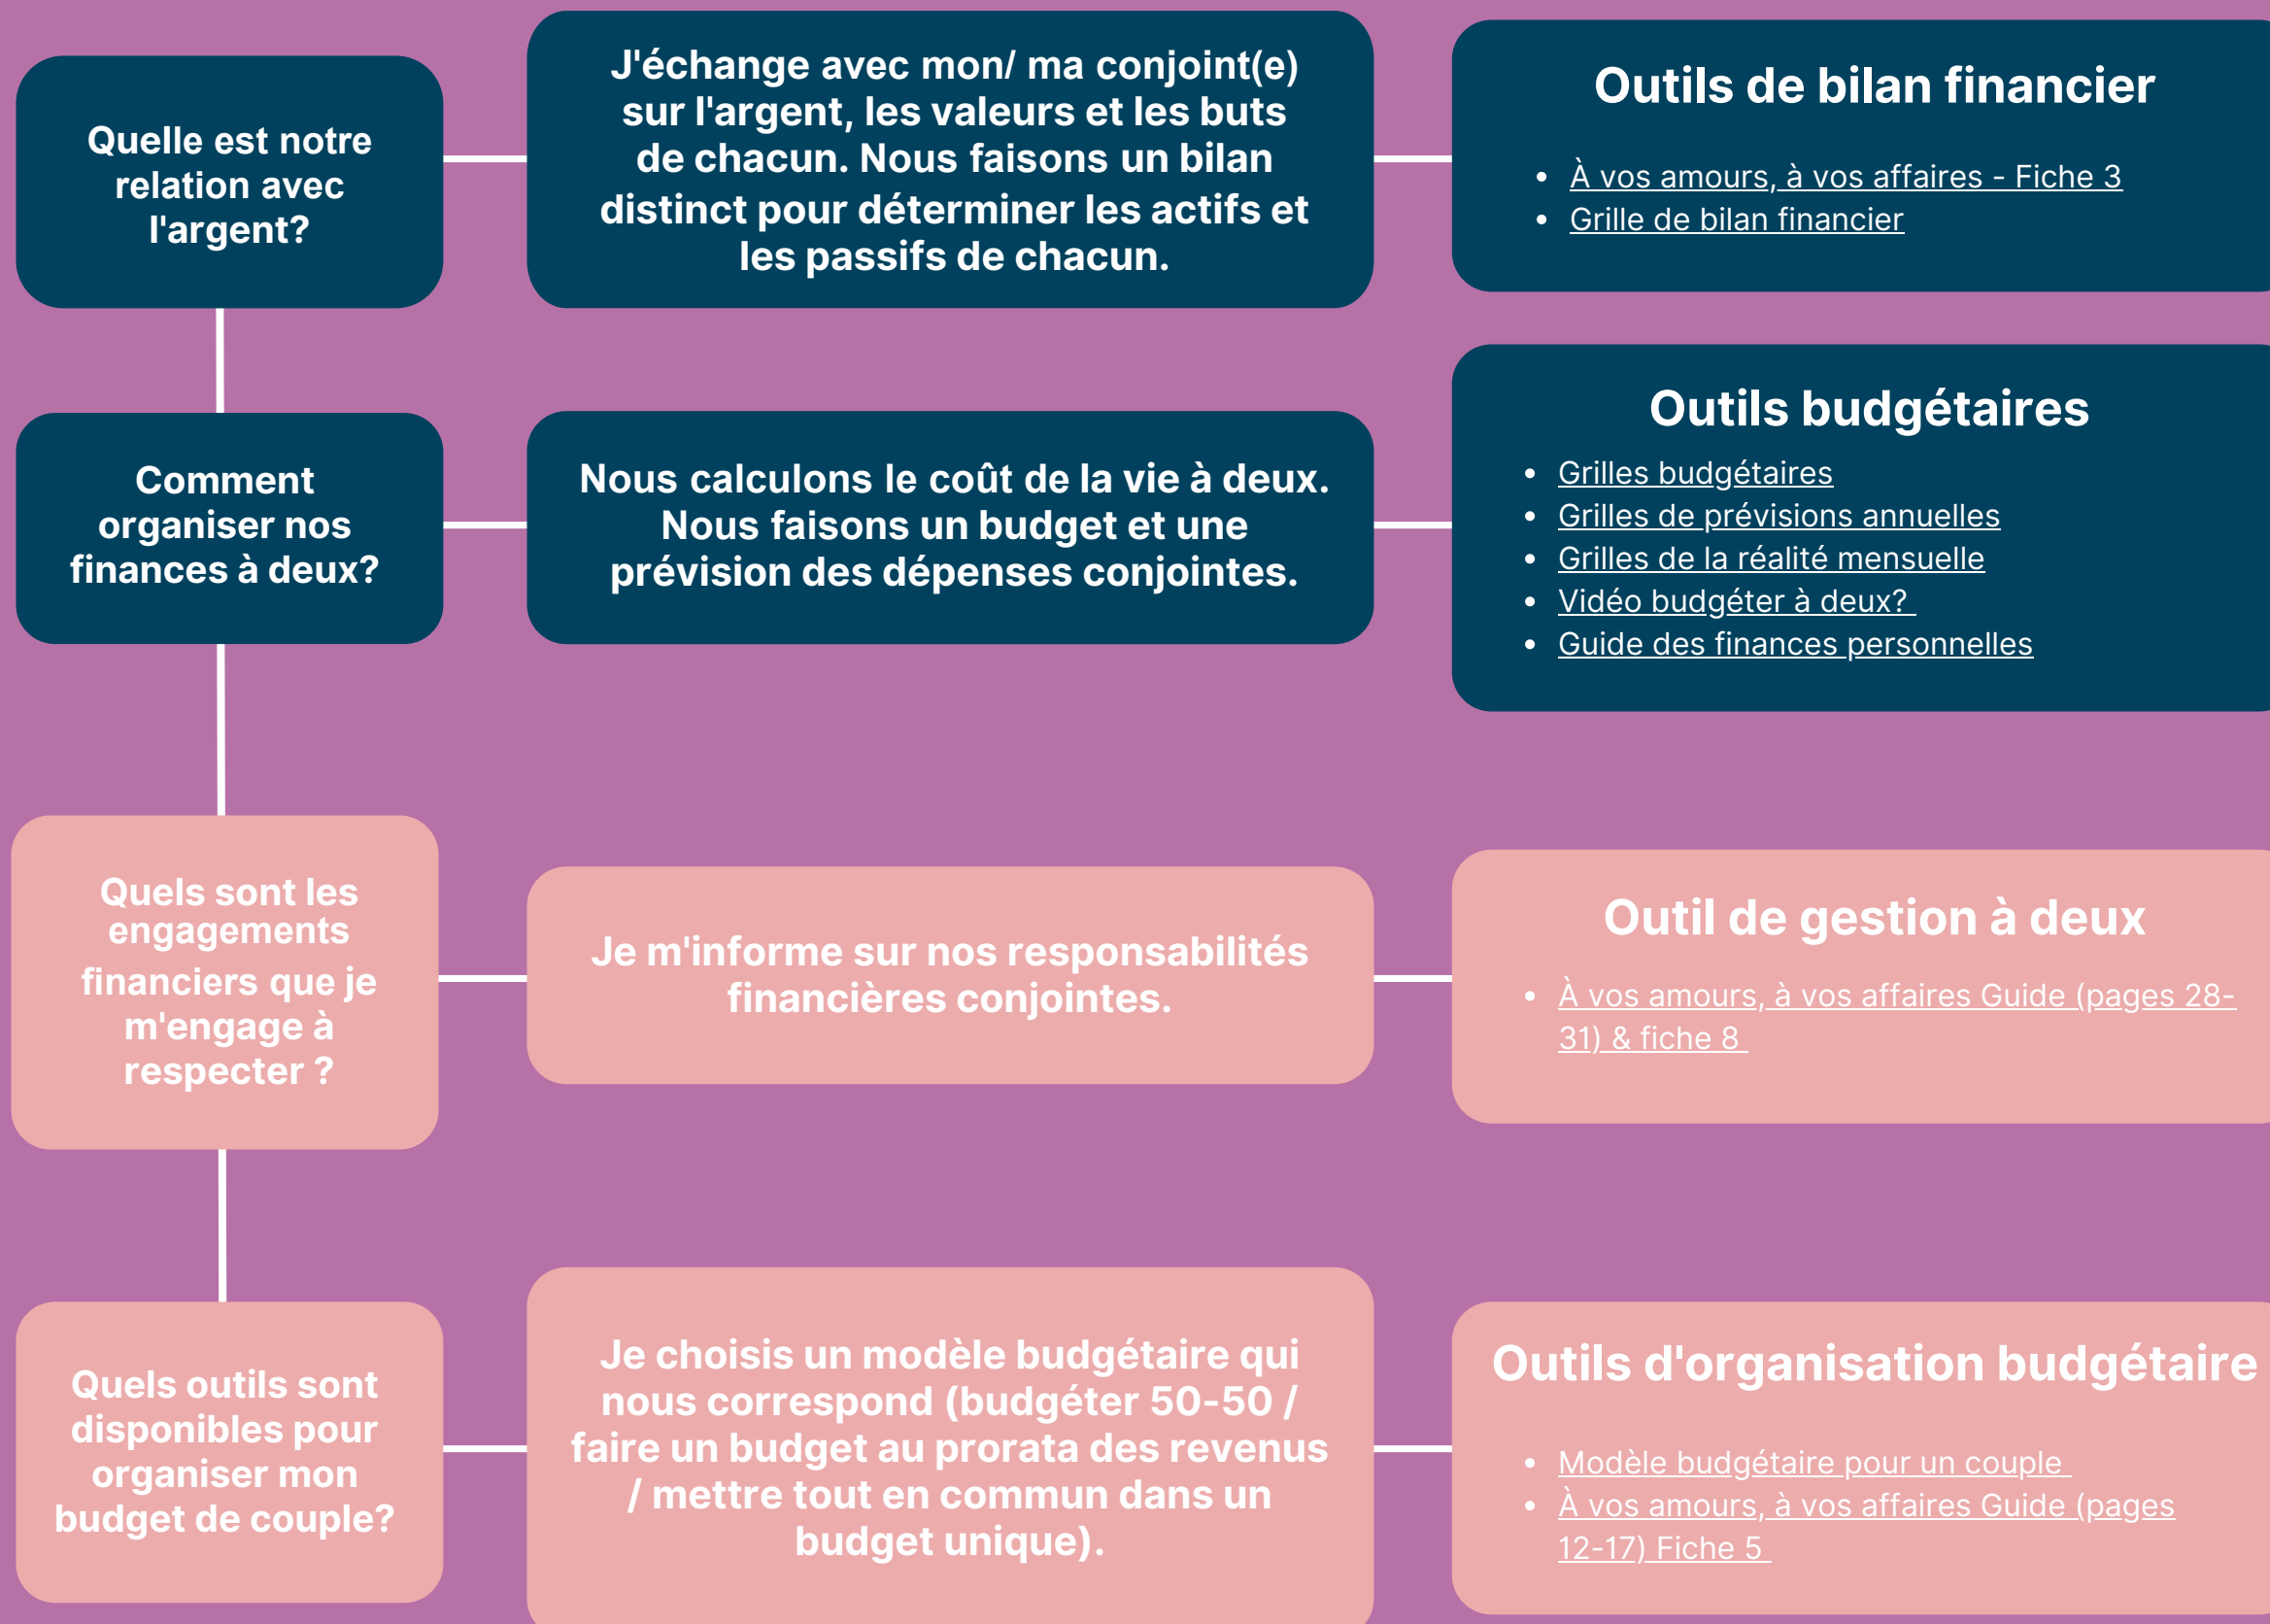 Quelle est notre
relation avec
l'argent?
J'échange avec mon/ ma conjoint(e)
sur l'argent, les valeurs et les buts
de chacun. Nous faisons un bilan
distinct pour déterminer les actifs et
les passifs de chacun.
Outils de bilan financier
• À vos amours, à vos affaires - Fiche 3
• Grille de bilan financier
Comment
organiser nos
finances à deux?
Nous calculons le coût de la vie à deux.
Nous faisons un budget et une
prévision des dépenses conjointes.
Outils budgétaires
• Grilles budgétaires
• Grilles de prévisions annuelles
• Grilles de la réalité mensuelle
• Vidéo budgéter à deux?
• Guide des finances personnelles
Quels sont les
engagements
financiers que je
m'engage à
respecter ?
Je m'informe sur nos responsabilités
financières conjointes.
Outil de gestion à deux
• À vos amours, à vos affaires Guide (pages 28-
31) & fiche 8
Quels outils sont
disponibles pour
organiser mon
budget de couple?
Je choisis un modèle budgétaire qui
nous correspond (budgéter 50-50 /
faire un budget au prorata des revenus
/ mettre tout en commun dans un
budget unique).
Outils d'organisation budgétaire
• Modèle budgétaire pour un couple
• À vos amours, à vos affaires Guide (pages
12-17) Fiche 5